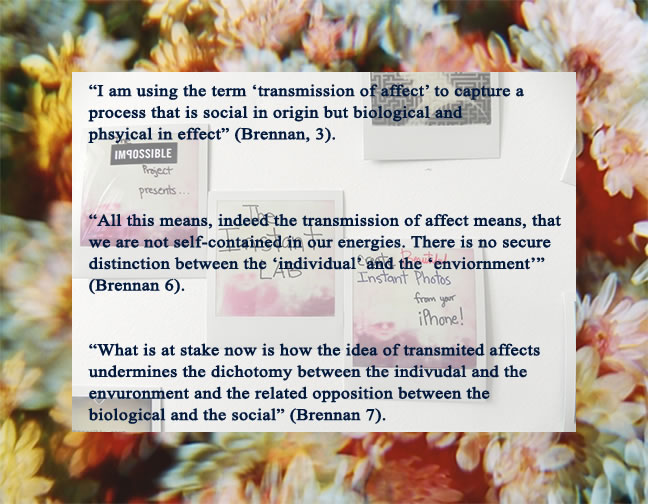 “I am using the term ‘transmission of affect’ to capture a
process that is social in origin but biological and
phsyical in effect” (Brennan, 3).
IMPOSSIBLE
Project
presents...
“All this means, indeed the transmission of affect means, that
we are not self-contained in our energies. There is no secure
distinction between the ‘individual’ and the ‘enviornment’”
(Brennan 6).
The
Instant
LAB
Beautiful
Instant Photos
from your
iPhone!
“What is at stake now is how the idea of transmited affects
undermines the dichotomy between the indivudal and the
envuronment and the related opposition between the
biological and the social” (Brennan 7).